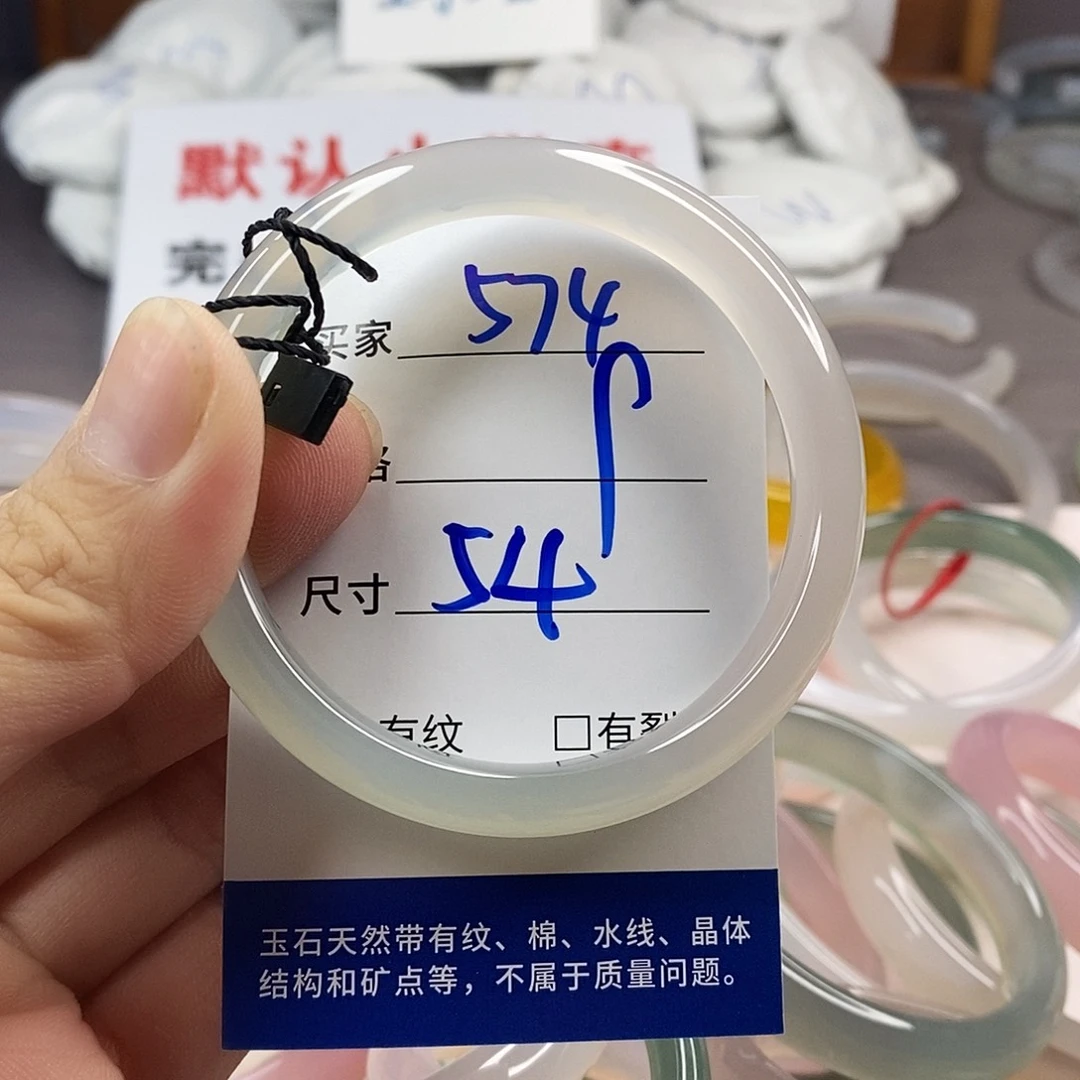 默认
完
买家 574
尺寸 54
有纹 □有裂
玉石天然带有纹、棉、水线、晶体
结构和矿点等，不属于质量问题。